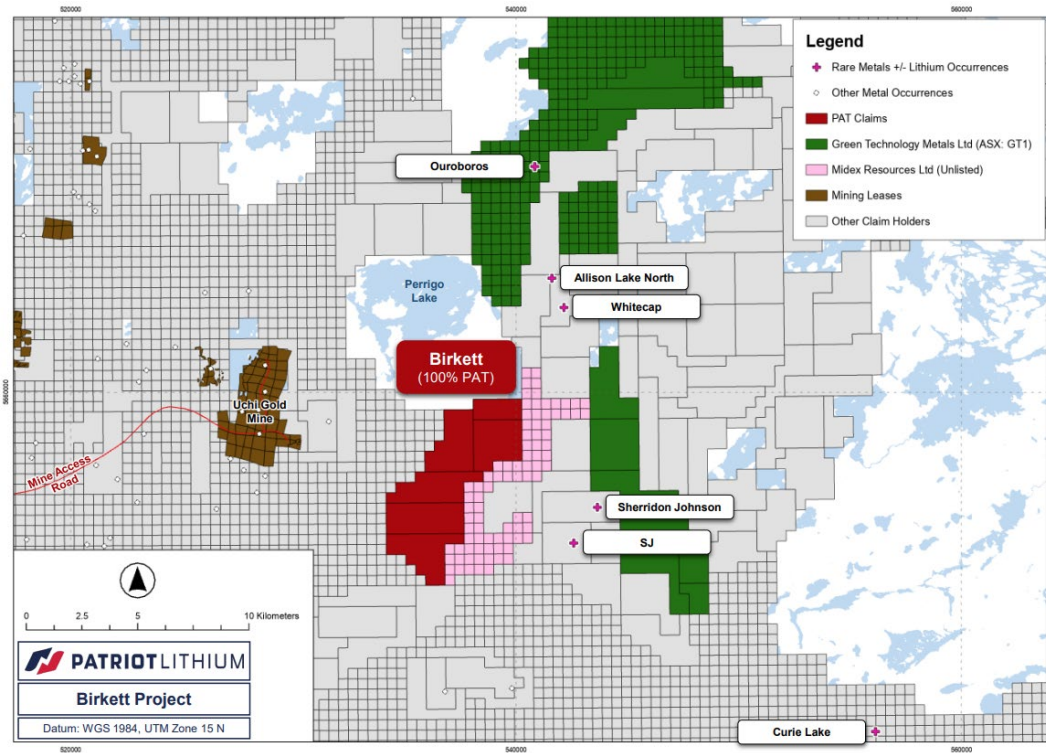 520000
540000
560000
Legend
Rare Metals +/- Lithium Occurrences
Other Metal Occurrences
PAT Claims
Green Technology Metals Ltd (ASX: GT1)
Midex Resources Ltd (Unlisted)
Mining Leases
Other Claim Holders
Ouroboros
Allison Lake North
Perrigo
Lake
Whitecap
Birkett
(100% PAT)
5660000
5660000
Uchi Gold
Mine
Mine Access
Road
Sherridon Johnson
SJ
0
2.5
5
10 Kilometers
PATRIOTLITHIUM
Birkett Project
Datum: WGS 1984, UTM Zone 15 N
Curie Lake
520000
540000
560000